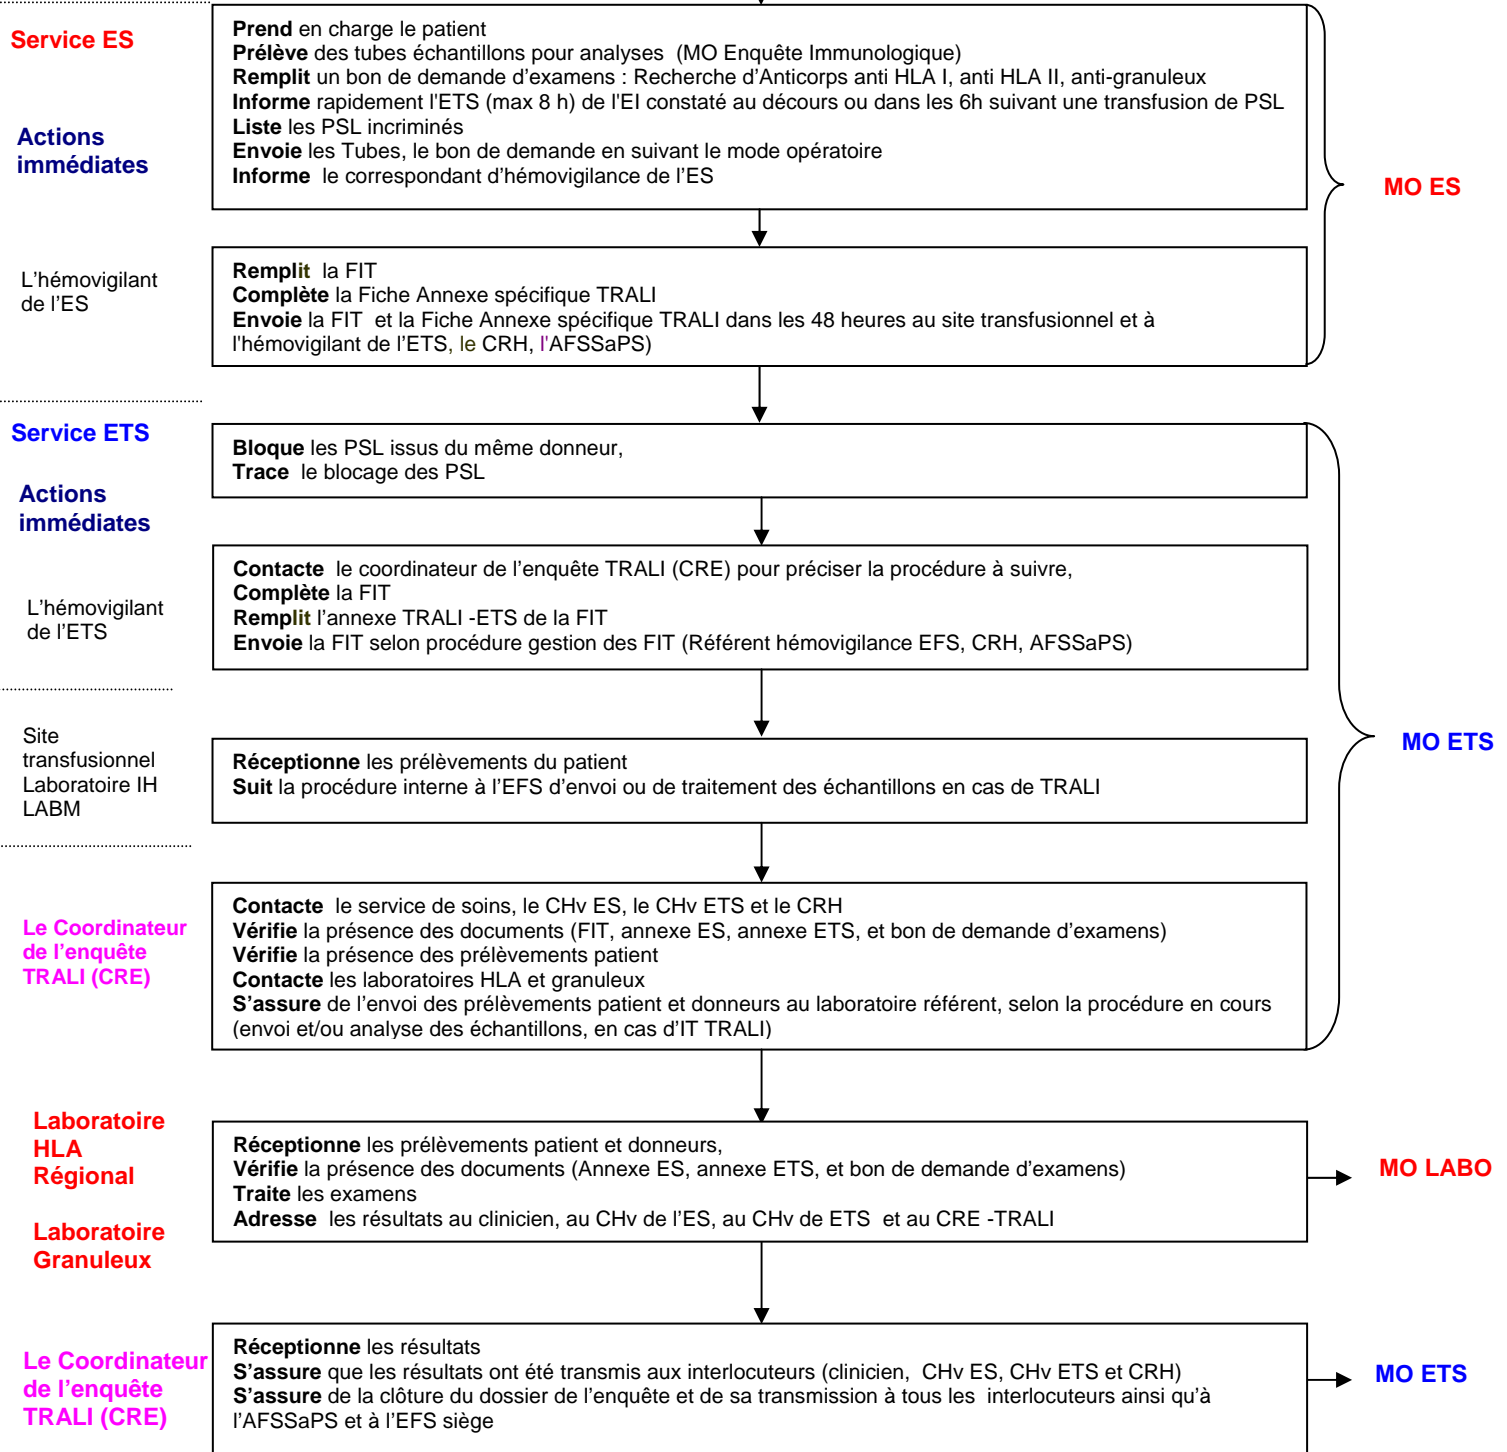 Service ES
Prend en charge le patient
Prélève des tubes échantillons pour analyses (MO Enquête Immunologique)
Remplit un bon de demande d'examens : Recherche d'Anticorps anti HLA I, anti HLA II, anti-granuleux
Informe rapidement l'ETS (max 8 h) de l'EI constaté au décours ou dans les 6h suivant une transfusion de PSL
Liste les PSL incriminés
Envoie les Tubes, le bon de demande en suivant le mode opératoire
Informe le correspondant d'hémovigilance de l'ES
Actions
immédiates
MO ES
L'hémovigilant
de l'ES
Remplit la FIT
Complète la Fiche Annexe spécifique TRALI
Envoie la FIT et la Fiche Annexe spécifique TRALI dans les 48 heures au site transfusionnel et à
l'hémovigilant de l'ETS, le CRH, l'AFSSaPS)
Service ETS
Actions
immédiates
Bloque les PSL issus du même donneur,
Trace le blocage des PSL
L'hémovigilant
de l'ETS
Contacte le coordinateur de l'enquête TRALI (CRE) pour préciser la procédure à suivre,
Complète la FIT
Remplit l'annexe TRALI -ETS de la FIT
Envoie la FIT selon procédure gestion des FIT (Référent hémovigilance EFS, CRH, AFSSaPS)
Site
transfusionnel
Laboratoire IH
LABM
Réceptionne les prélèvements du patient
Suit la procédure interne à l'EFS d'envoi ou de traitement des échantillons en cas de TRALI
MO ETS
Le Coordinateur
de l'enquête
TRALI (CRE)
Contacte le service de soins, le CHv ES, le CHv ETS et le CRH
Vérifie la présence des documents (FIT, annexe ES, annexe ETS, et bon de demande d'examens)
Vérifie la présence des prélèvements patient
Contacte les laboratoires HLA et granuleux
S'assure de l'envoi des prélèvements patient et donneurs au laboratoire référent, selon la procédure en cours
(envoi et/ou analyse des échantillons, en cas d'IT TRALI)
Laboratoire
HLA
Régional
Laboratoire
Granuleux
Réceptionne les prélèvements patient et donneurs,
Vérifie la présence des documents (Annexe ES, annexe ETS, et bon de demande d'examens)
Traite les examens
Adresse les résultats au clinicien, au CHv de l'ES, au CHv de ETS et au CRE -TRALI
MO LABO
Le Coordinateur
de l'enquête
TRALI (CRE)
Réceptionne les résultats
S'assure que les résultats ont été transmis aux interlocuteurs (clinicien, CHv ES, CHv ETS et CRH)
S'assure de la clôture du dossier de l'enquête et de sa transmission à tous les interlocuteurs ainsi qu'à
l'AFSSaPS et à l'EFS siège
MO ETS